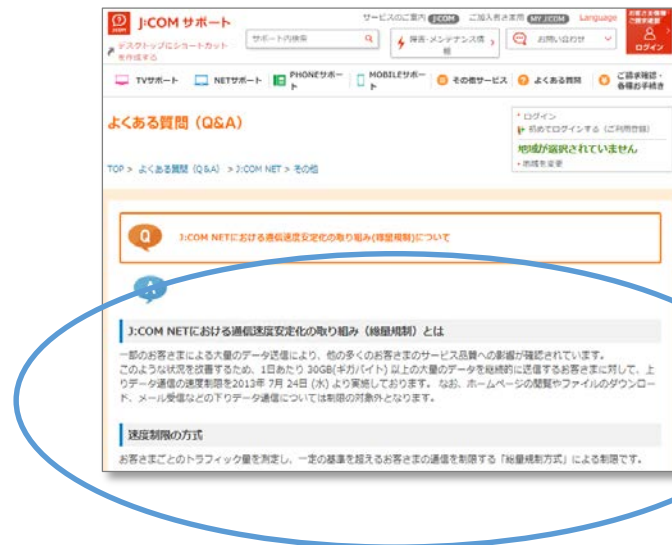 J:COM サポート
サービスのご案内 J:COM ご加入者さま用 MY J:COM Language
お客さま情報
ご請求確認
デスクトップにショートカット
を作成する
サポート内検索
障害・メンテナンス情
報
お問い合わせ
ログイン
TVサポート NETサポート PHONEサポー
ト MOBILEサポー
ト その他サービス よくある質問 ご請求確認・
各種お手続き
よくある質問（Q&A）
ログイン
初めてログインする（ご利用登録）
地域が選択されていません
地域を変更
TOP > よくある質問（Q&A） > J:COM NET > その他
Q J:COM NETにおける通信速度安定化の取り組み(総量規制)について
A
J:COM NETにおける通信速度安定化の取り組み（総量規制）とは
一部のお客さまによる大量のデータ送信により、他の多くのお客さまのサービス品質への影響が確認されています。
このような状況を改善するため、1日あたり 30GB(ギガバイト) 以上の大量のデータを継続的に送信するお客さまに対して、上
りデータ通信の速度制限を2013年 7月 24日 (水) より実施しております。 なお、ホームページの閲覧やファイルのダウンロー
ド、メール受信などの下りデータ通信については制限の対象外となります。
速度制限の方式
お客さまごとのトラフィック量を測定し、一定の基準を超えるお客さまの通信を制限する「総量規制方式」による制限です。